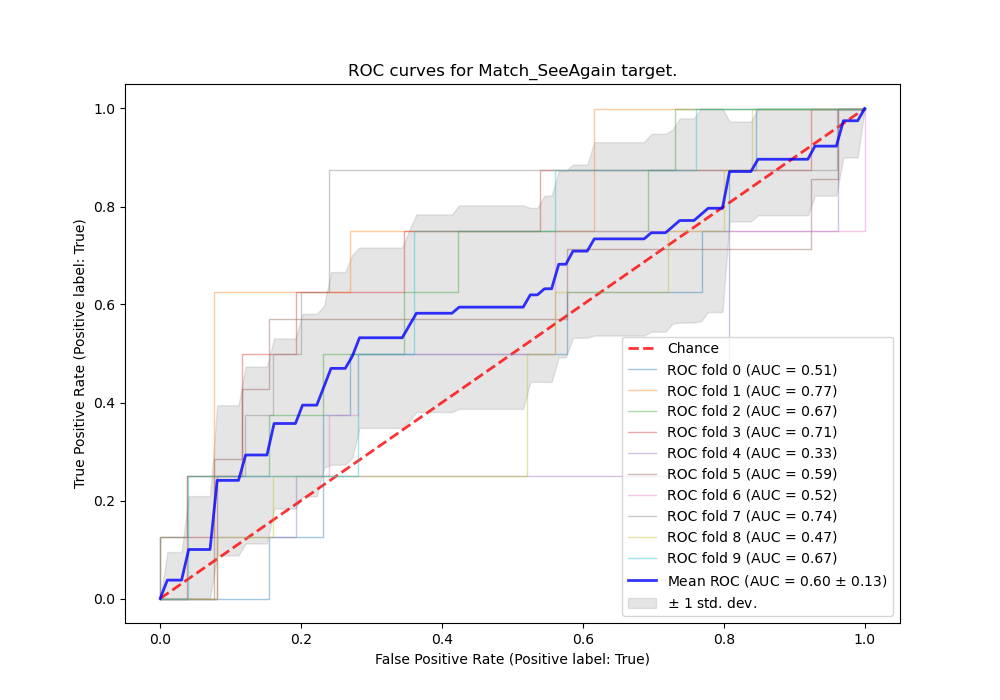 ROC curves for Match_SeeAgain target.
True Positive Rate (Positive label: True)
1.0
0.8
0.6
0.4
0.2
0.0
Chance
ROC fold 0 (AUC = 0.51)
ROC fold 1 (AUC = 0.77)
ROC fold 2 (AUC = 0.67)
ROC fold 3 (AUC = 0.71)
ROC fold 4 (AUC = 0.33)
ROC fold 5 (AUC = 0.59)
ROC fold 6 (AUC = 0.52)
ROC fold 7 (AUC = 0.74)
ROC fold 8 (AUC = 0.47)
ROC fold 9 (AUC = 0.67)
Mean ROC (AUC = 0.60 ± 0.13)
± 1 std. dev.
0.0 0.2 0.4 0.6 0.8 1.0
False Positive Rate (Positive label: True)